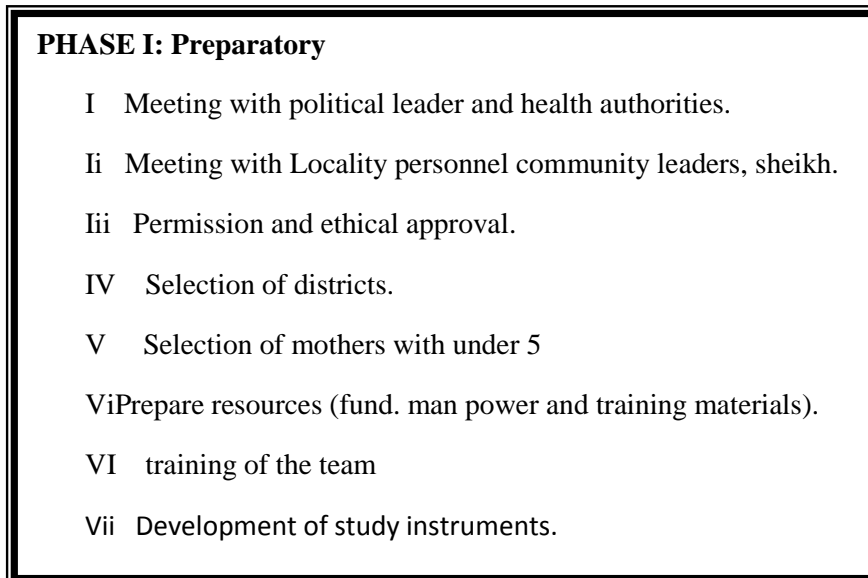 PHASE I: Preparatory
I Meeting with political leader and health authorities.
Ii Meeting with Locality personnel community leaders, sheikh.
Iii Permission and ethical approval.
IV Selection of districts.
V Selection of mothers with under 5
ViPrepare resources (fund. man power and training materials).
VI training of the team
Vii Development of study instruments.